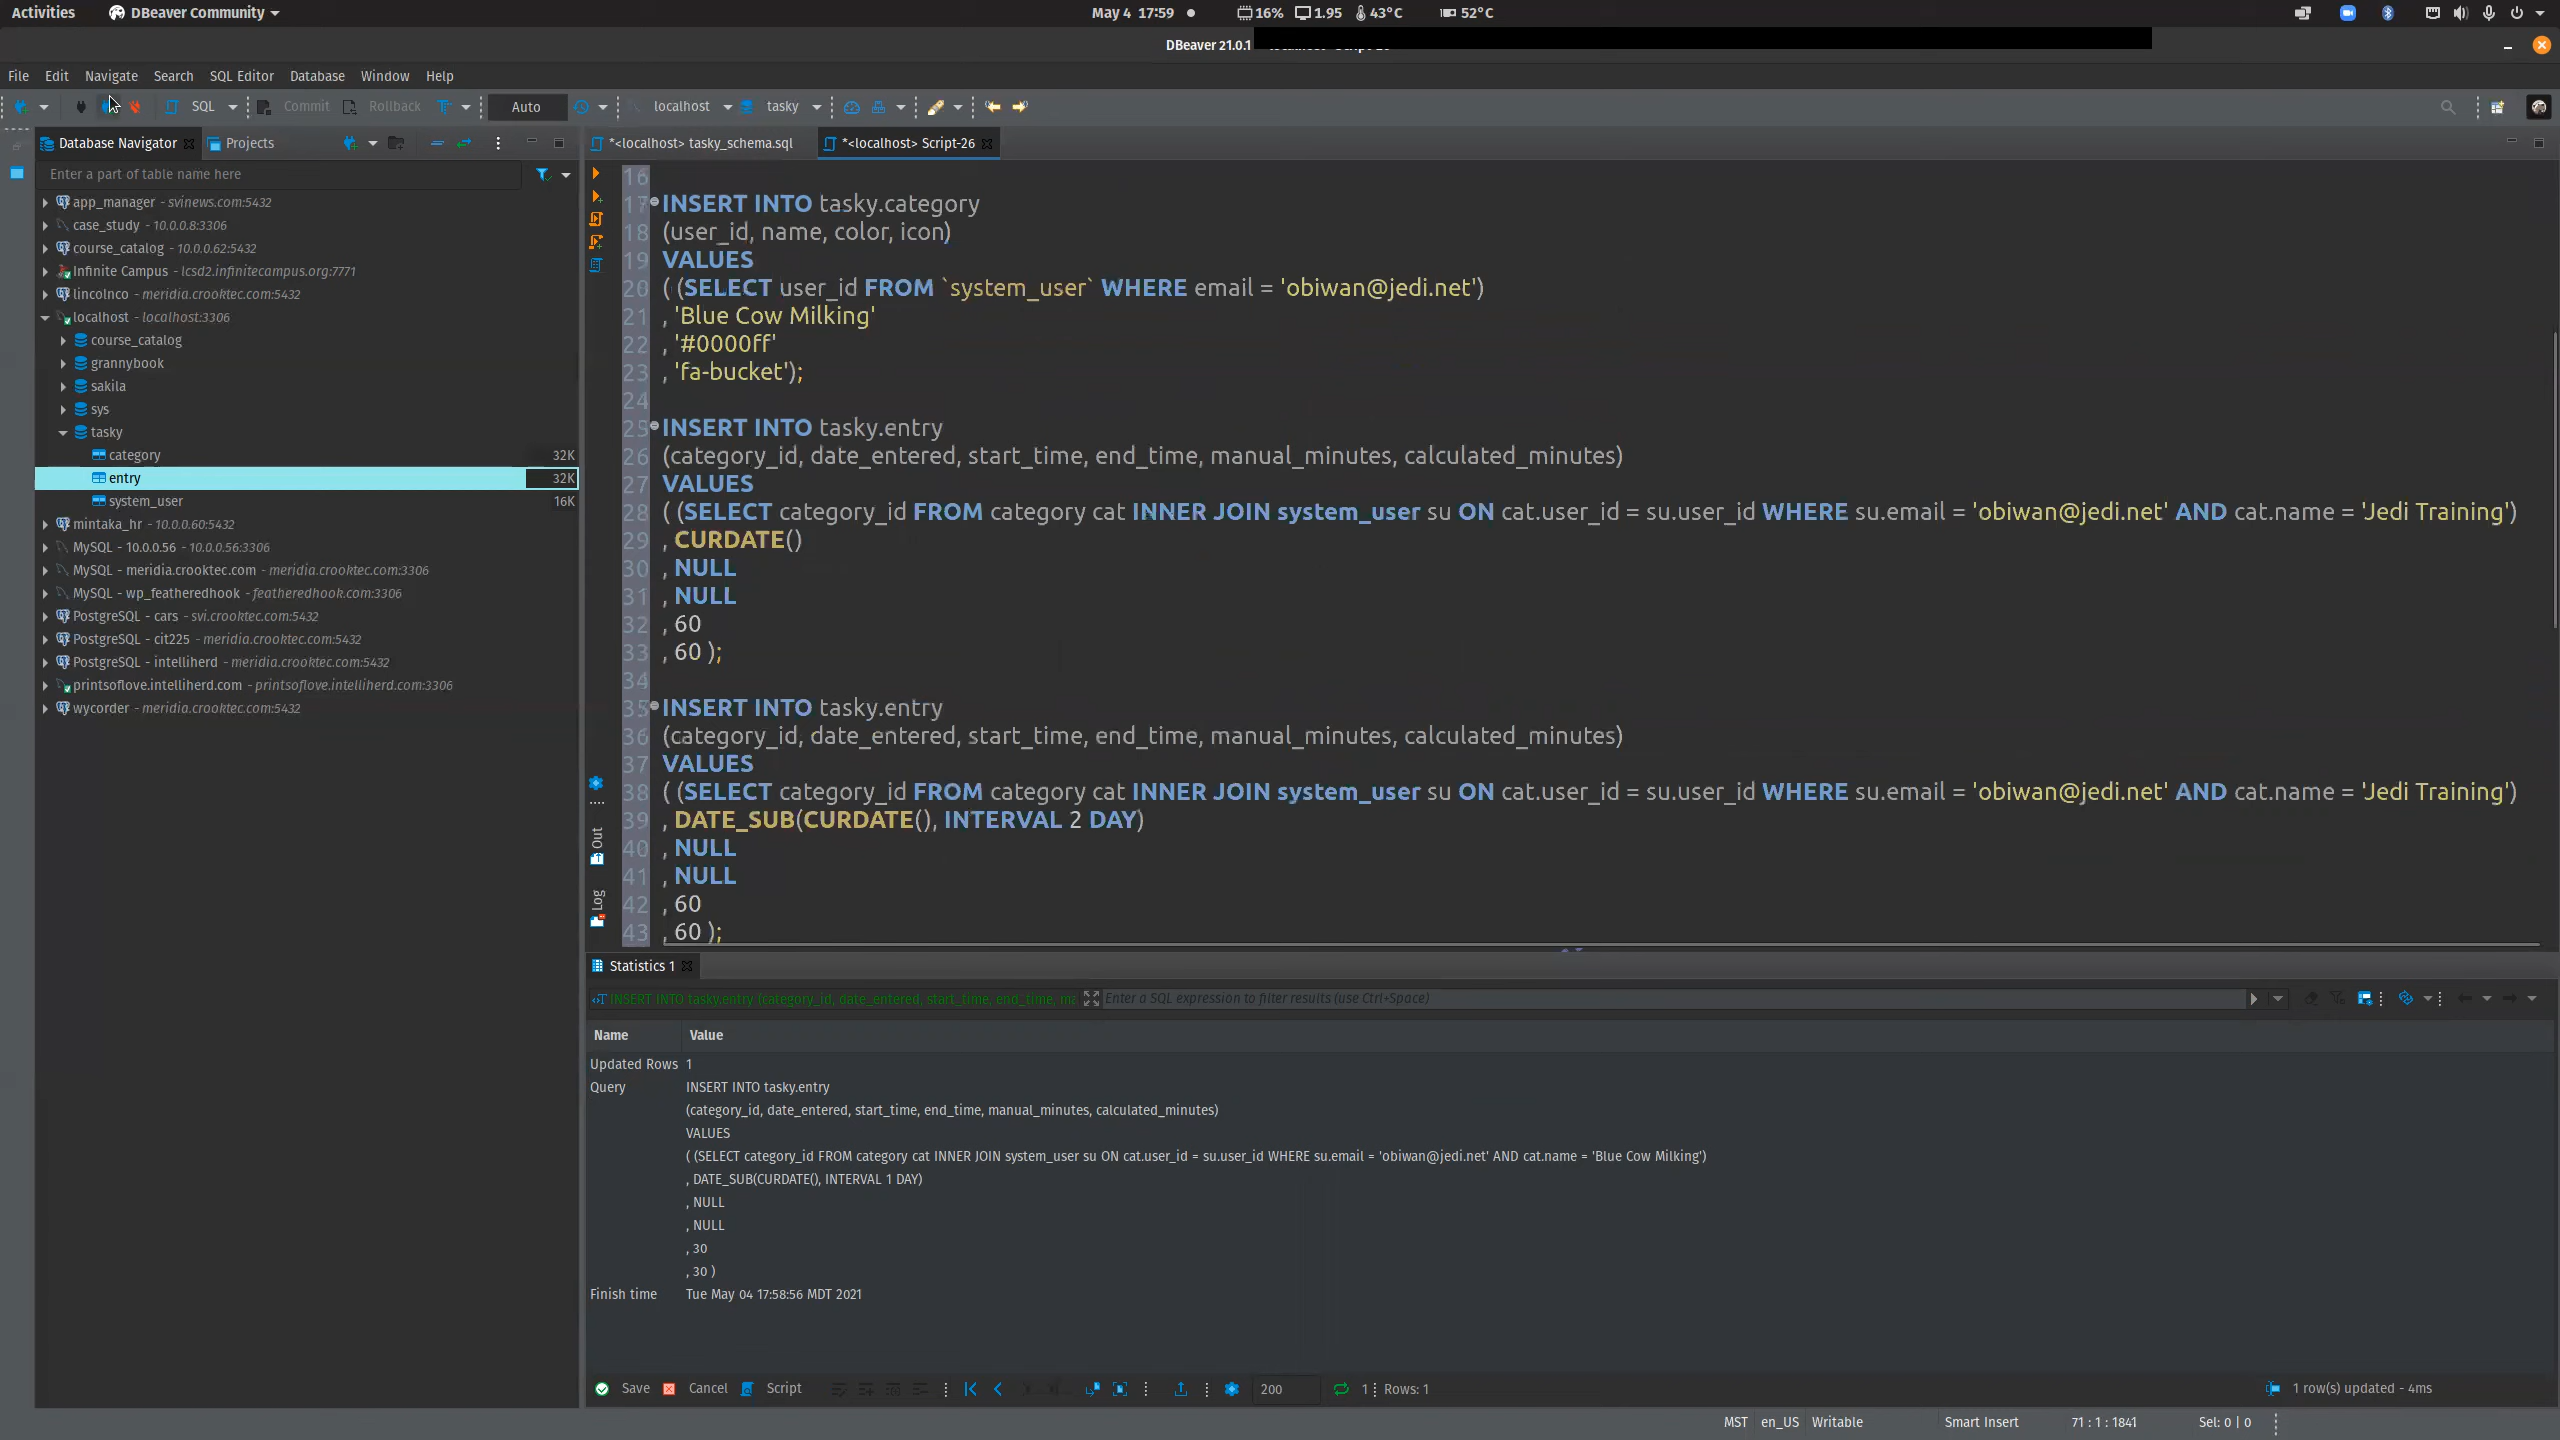 Activities
DBeaver Community
May 4 17:59
16%
1.95
43°C
52°C
DBeaver 21.0.1
File Edit Navigate Search SQL Editor Database Window Help
SQL
Commit
Rollback
Auto
localhost
tasky
Database Navigator
Projects
*<localhost> tasky_schema.sql
*<localhost> Script-26
Enter a part of table name here
app_manager - svinews.com:5432
case_study - 10.0.0.8:3306
course_catalog - 10.0.0.62:5432
Infinite Campus - lcsd2.infinitecampus.org:7771
lincolnco - meridia.crooktec.com:5432
localhost - localhost:3306
course_catalog
grannybook
sakila
sys
tasky
category 32K
entry 32K
system_user 16K
mintaka_hr - 10.0.0.60:5432
MySQL - 10.0.0.56 - 10.0.0.56:3306
MySQL - meridia.crooktec.com - meridia.crooktec.com:3306
MySQL - wp_featheredhook - featheredhook.com:3306
PostgreSQL - cars - svi.crooktec.com:5432
PostgreSQL - cit225 - meridia.crooktec.com:5432
PostgreSQL - intelliherd - meridia.crooktec.com:5432
printsoflove.intelliherd.com - printsoflove.intelliherd.com:3306
wycorder - meridia.crooktec.com:5432
16
17 INSERT INTO tasky.category
18 (user_id, name, color, icon)
19 VALUES
20 ( (SELECT user_id FROM `system_user` WHERE email = 'obiwan@jedi.net')
21 , 'Blue Cow Milking'
22 , '#0000ff'
23 , 'fa-bucket');
24
25 INSERT INTO tasky.entry
26 (category_id, date_entered, start_time, end_time, manual_minutes, calculated_minutes)
27 VALUES
28 ( (SELECT category_id FROM category cat INNER JOIN system_user su ON cat.user_id = su.user_id WHERE su.email = 'obiwan@jedi.net' AND cat.name = 'Jedi Training')
29 , CURDATE()
30 , NULL
31 , NULL
32 , 60
33 , 60 );
34
35 INSERT INTO tasky.entry
36 (category_id, date_entered, start_time, end_time, manual_minutes, calculated_minutes)
37 VALUES
38 ( (SELECT category_id FROM category cat INNER JOIN system_user su ON cat.user_id = su.user_id WHERE su.email = 'obiwan@jedi.net' AND cat.name = 'Jedi Training')
39 , DATE_SUB(CURDATE(), INTERVAL 2 DAY)
40 , NULL
41 , NULL
42 , 60
43 , 60 );
Out
Log
Statistics 1
INSERT INTO tasky.entry (category_id, date_entered, start_time, end_time, ma
Enter a SQL expression to filter results (use Ctrl+Space)
Name Value
Updated Rows 1
Query INSERT INTO tasky.entry
(category_id, date_entered, start_time, end_time, manual_minutes, calculated_minutes)
VALUES
( (SELECT category_id FROM category cat INNER JOIN system_user su ON cat.user_id = su.user_id WHERE su.email = 'obiwan@jedi.net' AND cat.name = 'Blue Cow Milking')
, DATE_SUB(CURDATE(), INTERVAL 1 DAY)
, NULL
, NULL
, 30
, 30 )
Finish time Tue May 04 17:58:56 MDT 2021
Save
Cancel
Script
200
1
Rows: 1
1 row(s) updated - 4ms
MST
en_US
Writable
Smart Insert
71 : 1 : 1841
Sel: 0 | 0